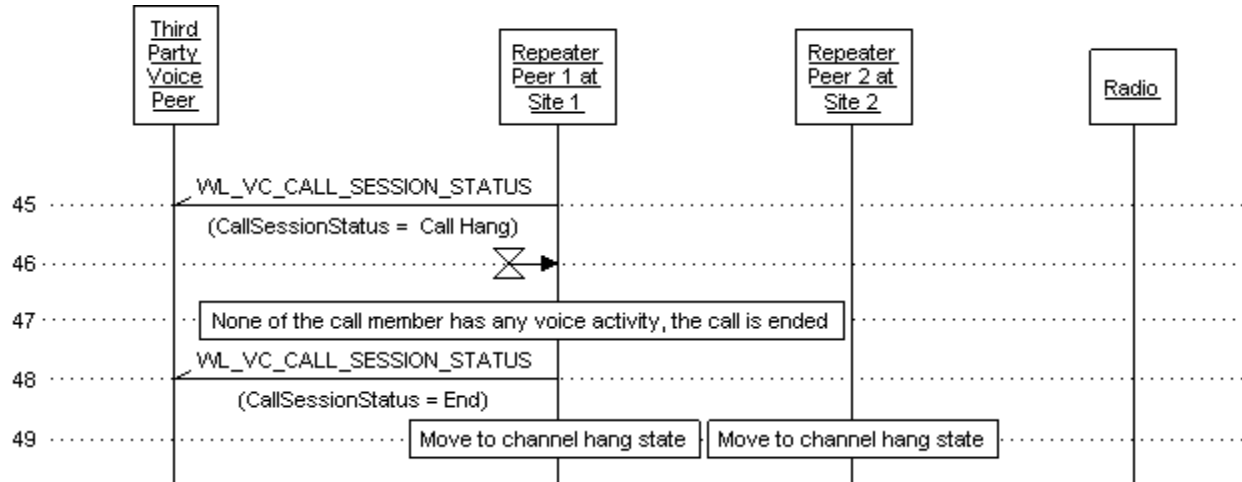 Third
Party
Voice
Peer
Repeater
Peer 1 at
Site 1
Repeater
Peer 2 at
Site 2
Radio
WL_VC_CALL_SESSION_STATUS
45
(CallSessionStatus = Call Hang)
46
47
None of the call member has any voice activity, the call is ended
WL_VC_CALL_SESSION_STATUS
48
(CallSessionStatus = End)
49
Move to channel hang state
Move to channel hang state